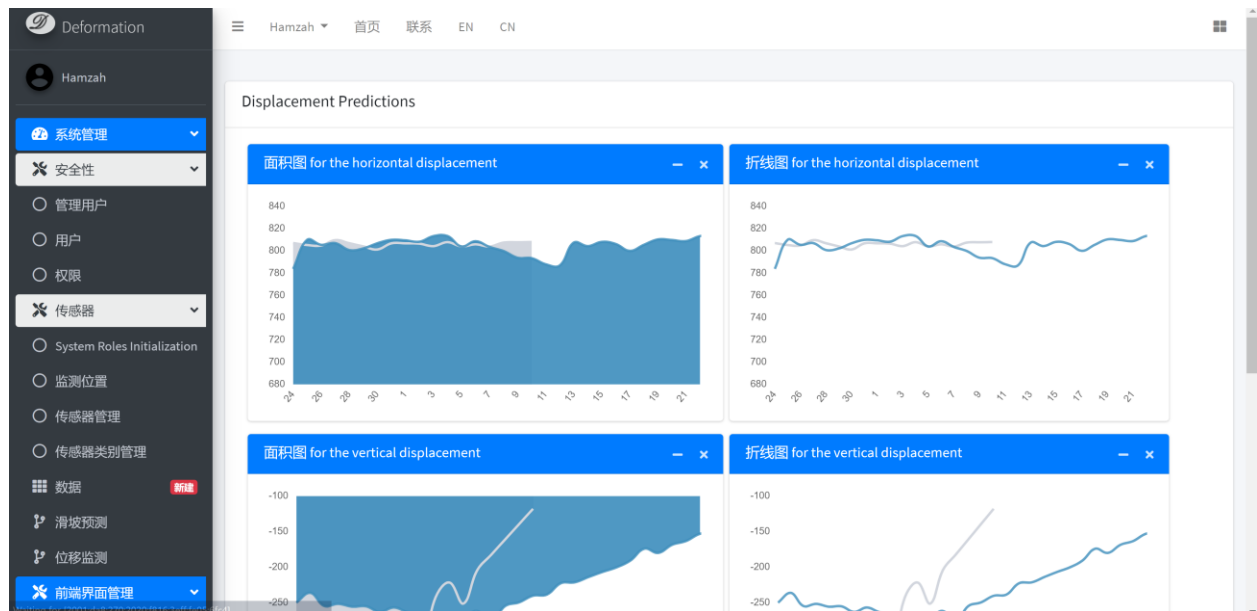 Deformation
Hamzah 首页 联系 EN CN
Hamzah
系统管理
安全性
管理用户
用户
权限
传感器
System Roles Initialization
监测位置
传感器管理
传感器类别管理
数据 新建
滑坡预测
位移监测
前端界面管理
Displacement Predictions
面积图 for the horizontal displacement
840
820
800
780
760
740
720
700
680
24 26 28 30 1 3 5 7 9 11 13 15 17 19 21
折线图 for the horizontal displacement
840
820
800
780
760
740
720
700
680
24 26 28 30 1 3 5 7 9 11 13 15 17 19 21
面积图 for the vertical displacement
-100
-150
-200
-250
折线图 for the vertical displacement
-100
-150
-200
-250